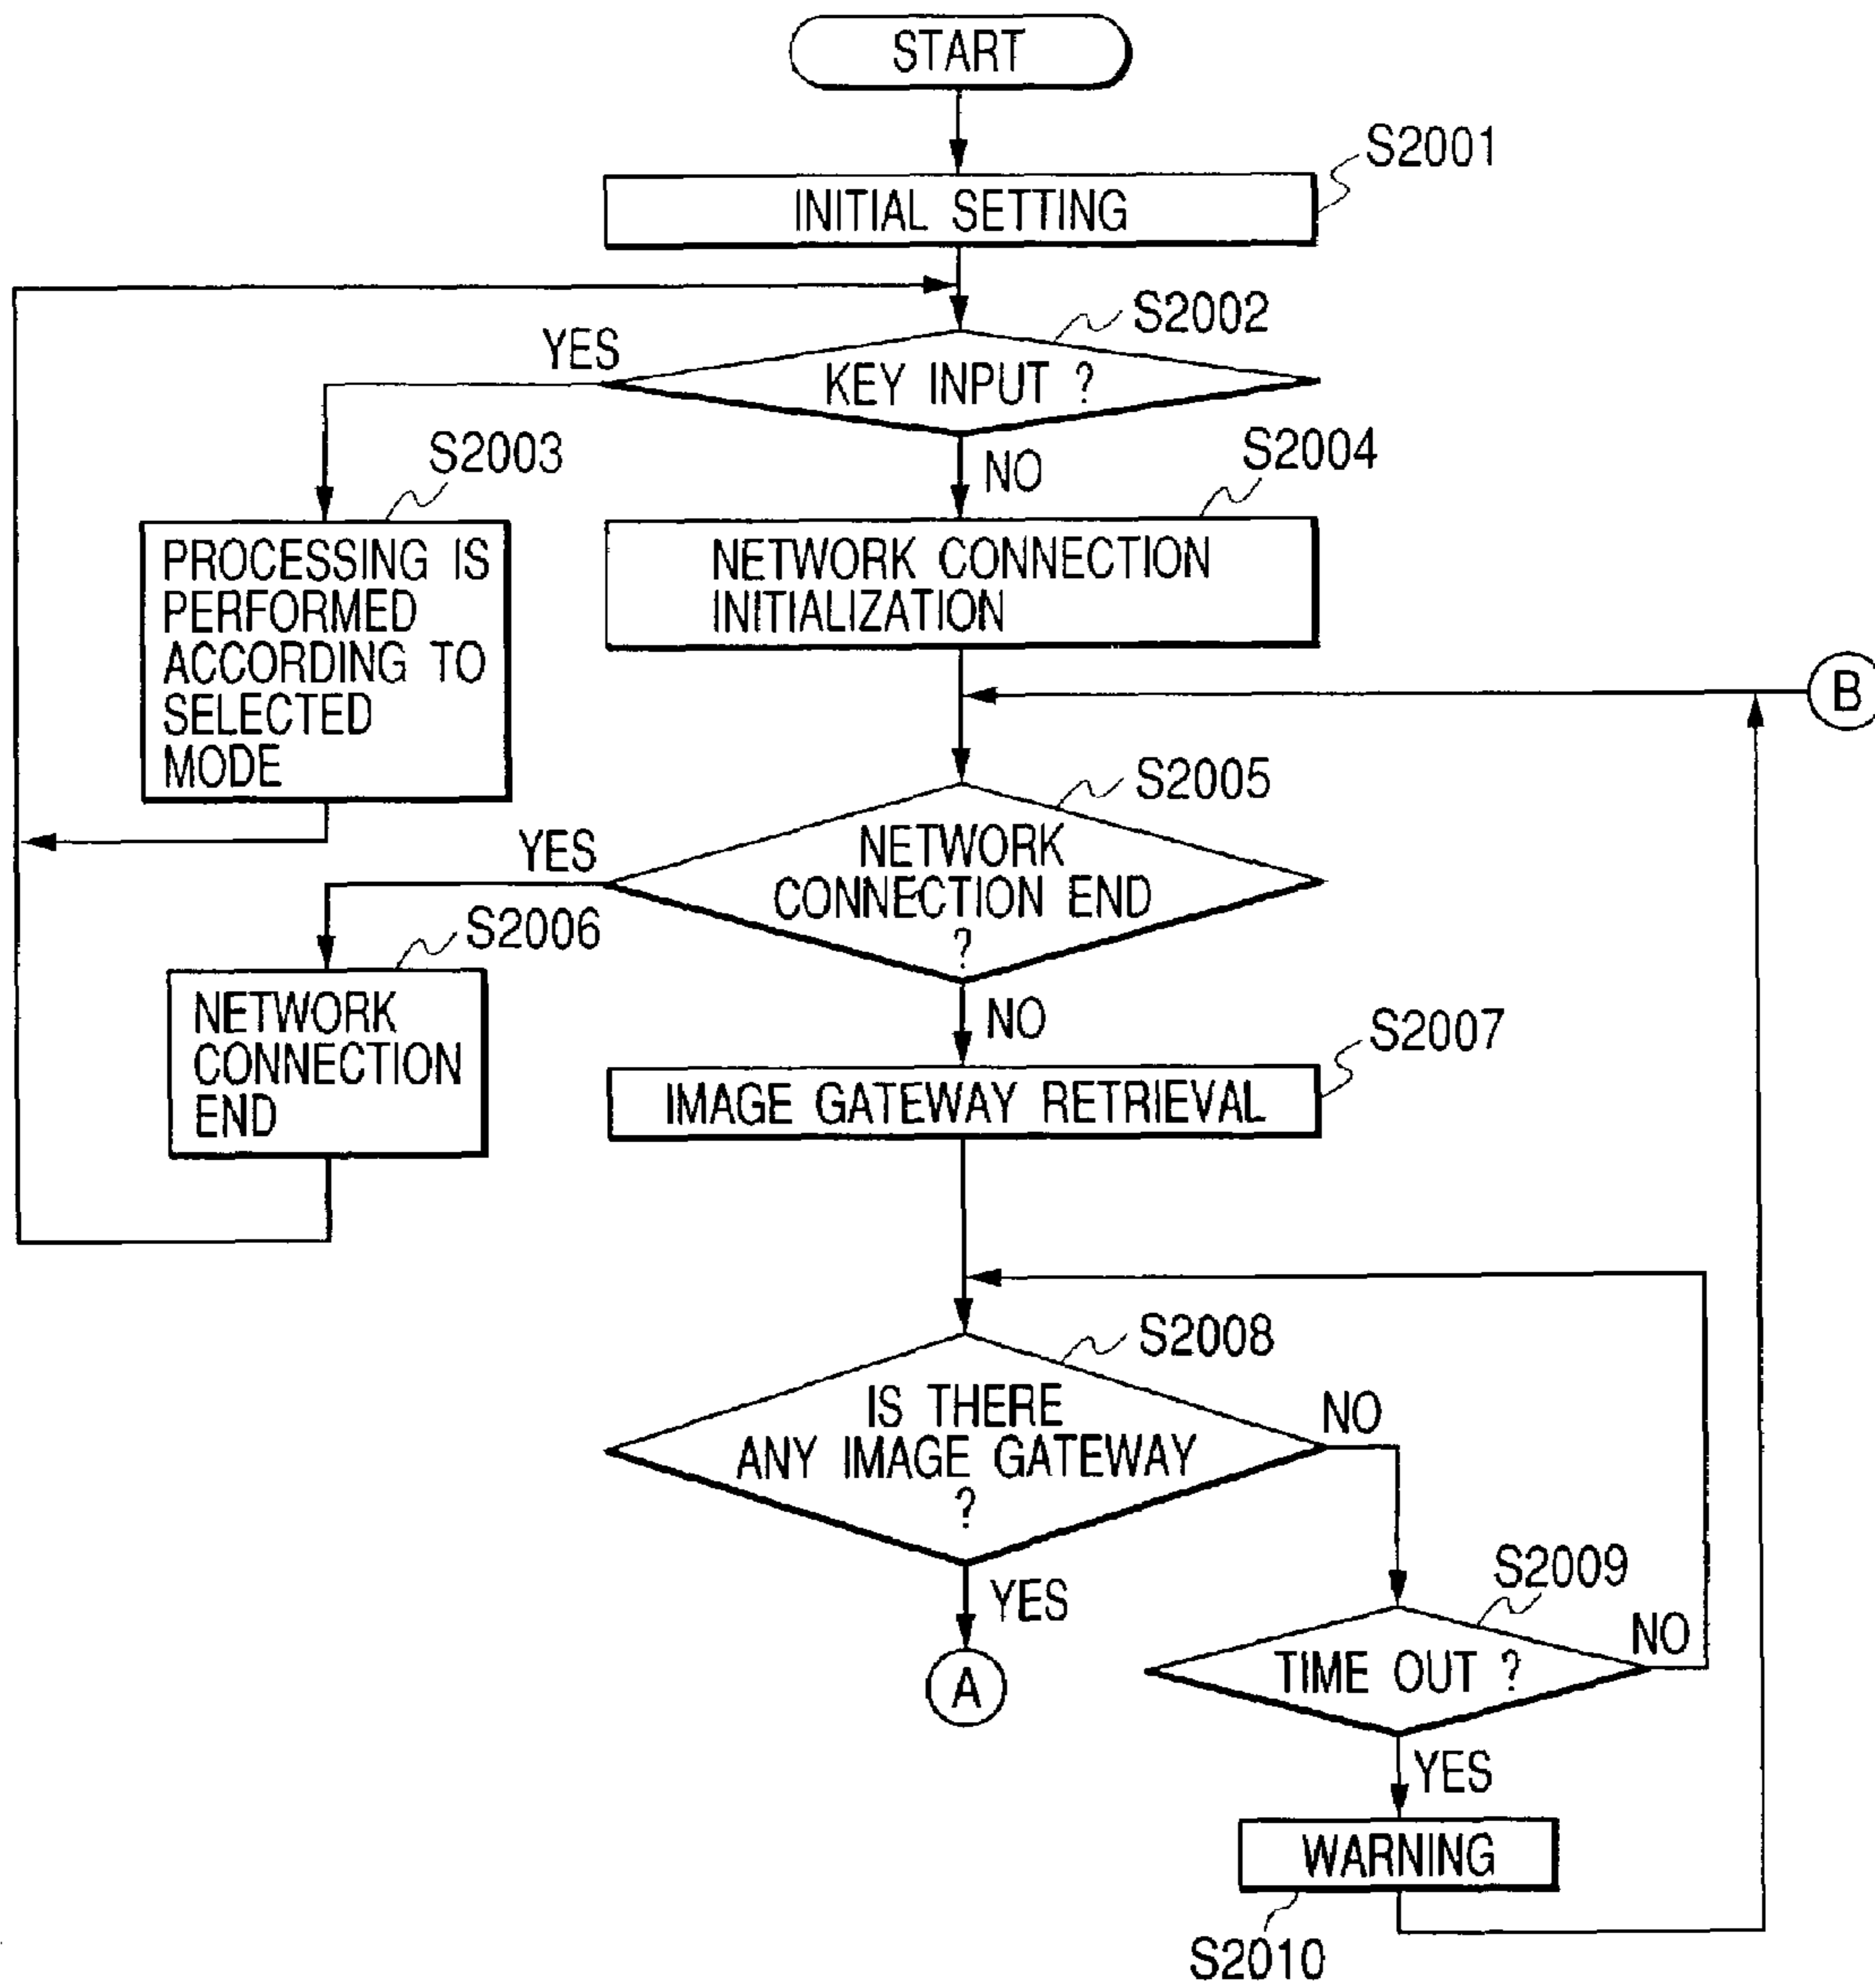 START
S2001
INITIAL SETTING
S2002
YES
KEY INPUT ?
S2003
NO
S2004
PROCESSING IS
PERFORMED
ACCORDING TO
SELECTED
MODE
NETWORK CONNECTION
INITIALIZATION
B
S2005
YES
NETWORK
CONNECTION END
?
S2006
NETWORK
CONNECTION
END
NO
S2007
IMAGE GATEWAY RETRIEVAL
S2008
IS THERE
ANY IMAGE GATEWAY
?
NO
YES
A
S2009
NO
TIME OUT ?
YES
WARNING
S2010